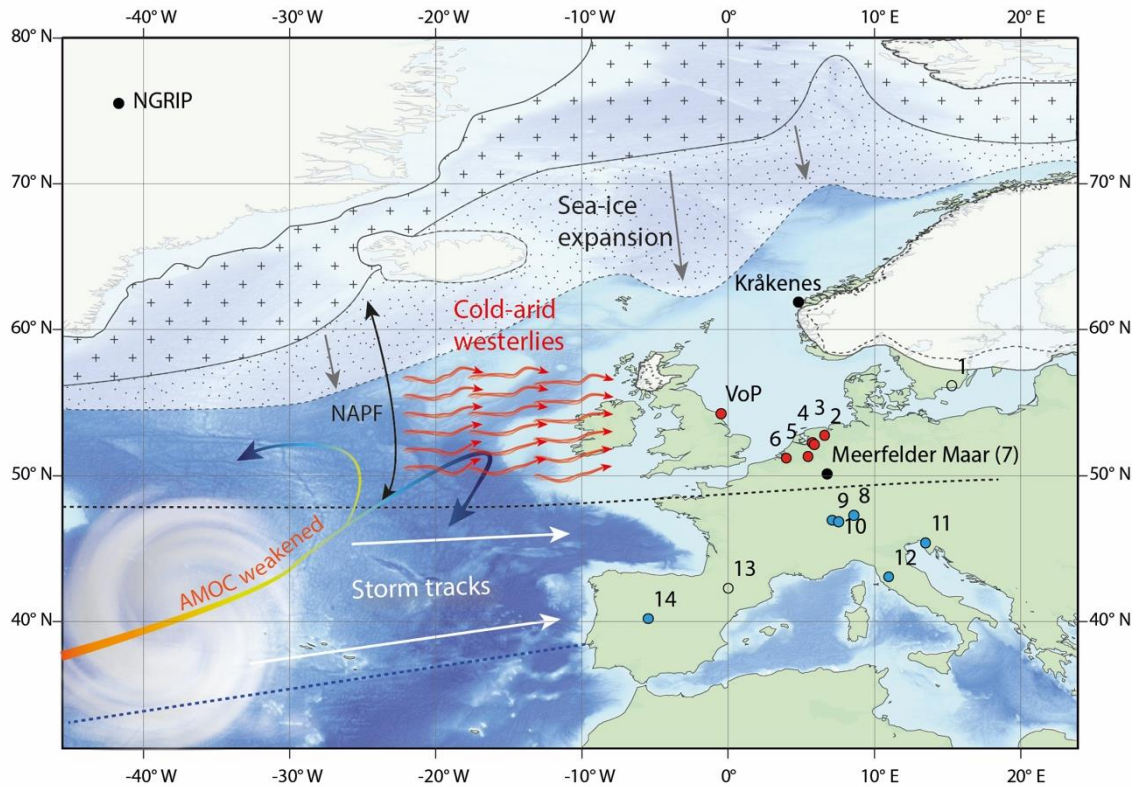 -40° W -30° W -20° W -10° W 0° 10° E 20° E
80° N
NGRIP
70° N
70° N
Sea-ice
expansion
Kråkenes
Cold-arid
westerlies
60° N
60° N
1
VoP
NAPF
4 3 2
6 5
Meerfelder Maar (7)
50° N
50° N
9 8
10
11
AMOC weakened
12
Storm tracks
13
14
40° N
40° N
-40° W -30° W -20° W -10° W 0° 10° E 20° E